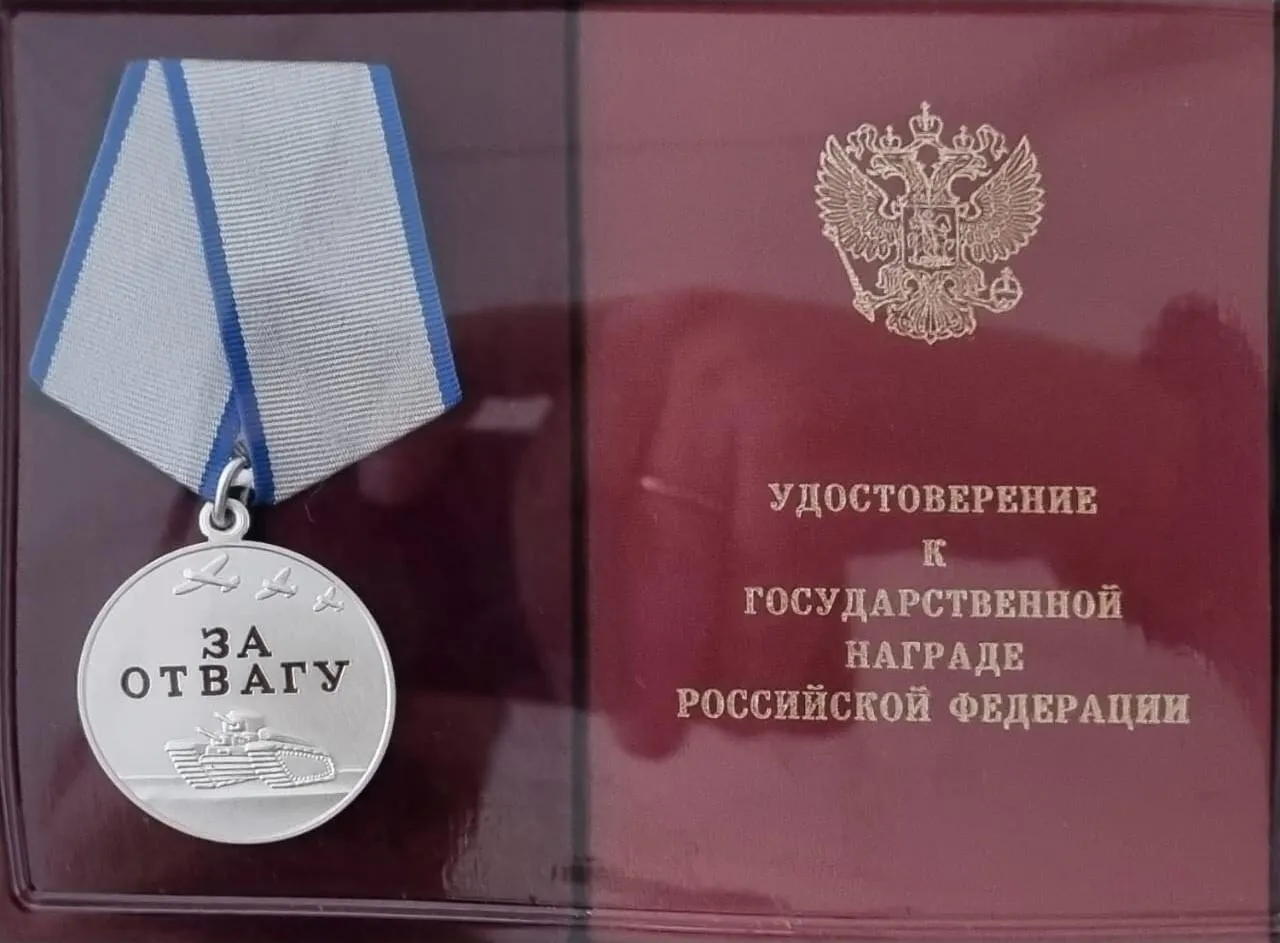 ЗА
ОТВАГУ
УДОСТОВЕРЕНИЕ
К
ГОСУДАРСТВЕННОЙ
НАГРАДЕ
РОССИЙСКОЙ ФЕДЕРАЦИИ